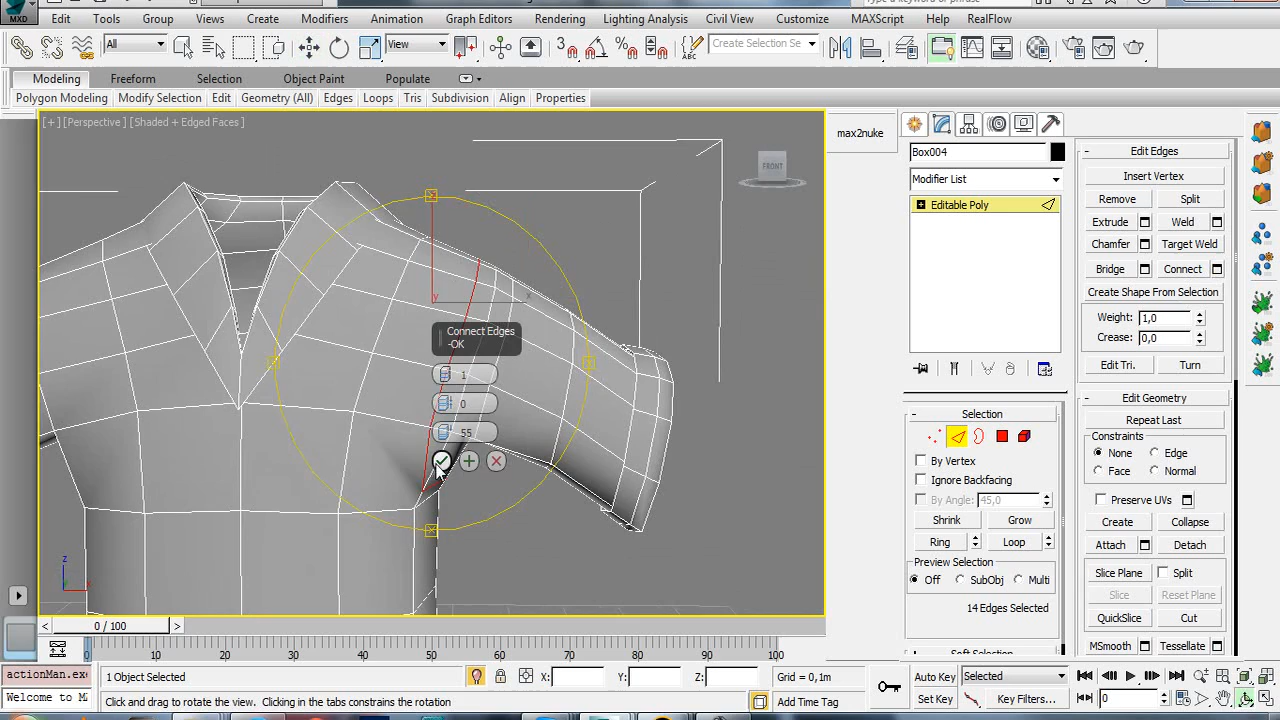 MXD
Type a keyword or phrase
Edit Tools Group Views Create Modifiers Animation Graph Editors Rendering Lighting Analysis Civil View Customize MAXScript Help RealFlow
All View 3 ABC Create Selection Se
Modeling Freeform Selection Object Paint Populate
Polygon Modeling Modify Selection Edit Geometry (All) Edges Loops Tris Subdivision Align Properties
[+] [Perspective] [Shaded + Edged Faces]
FRONT
y x
Connect Edges
-OK
1
0
55
z
x
max2nuke
Box004
Modifier List
Editable Poly
Selection
By Vertex
Ignore Backfacing
By Angle: 45,0
Shrink Grow
Ring Loop
Preview Selection
Off SubObj Multi
14 Edges Selected
Edit Edges
Insert Vertex
Remove Split
Extrude Weld
Chamfer Target Weld
Bridge Connect
Create Shape From Selection
Weight: 1,0
Crease: 0,0
Edit Tri. Turn
Edit Geometry
Repeat Last
Constraints
None Edge
Face Normal
Preserve UVs
Create Collapse
Attach Detach
Slice Plane Split
Slice Reset Plane
QuickSlice Cut
MSmooth Tessellate
< 0 / 100 >
0 10 20 30 40 50 60 70 80 90 100
actionMan.exe
Welcome to M
1 Object Selected
X: Y: Z: Grid = 0,1m
Click and drag to rotate the view. Clicking in the tabs constrains the rotation
Add Time Tag
Auto Key Selected
Set Key Key Filters...
0